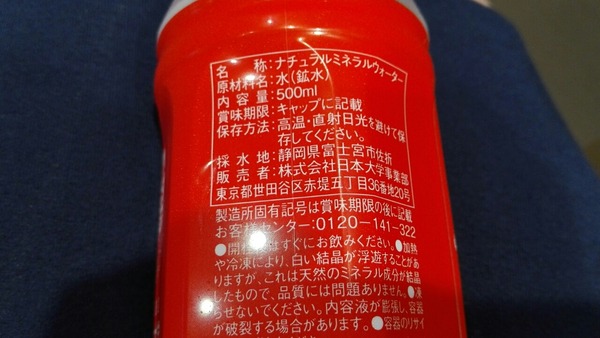 名　　称:ナチュラルミネラルウォーター
原材料名:水(鉱水)
内 容 量:500ml
賞味期限:キャップに記載
保存方法:高温・直射日光を避けて保
存してください。
採 水 地:静岡県富士宮市佐折
販 売 者:株式会社日本大学事業部
東京都世田谷区赤堤五丁目36番地20号
製造所固有記号は賞味期限の後に記載
お客様センター:0120-141-322
●開栓後はすぐにお飲みください。●加熱
や冷凍により、白い結晶が浮遊することがあ
りますが、これは天然のミネラル成分が結晶
したもので、品質には問題ありません。●凍
らせないでください。内容液が膨張し、容器
が破裂する場合があります。●容器のリサイ